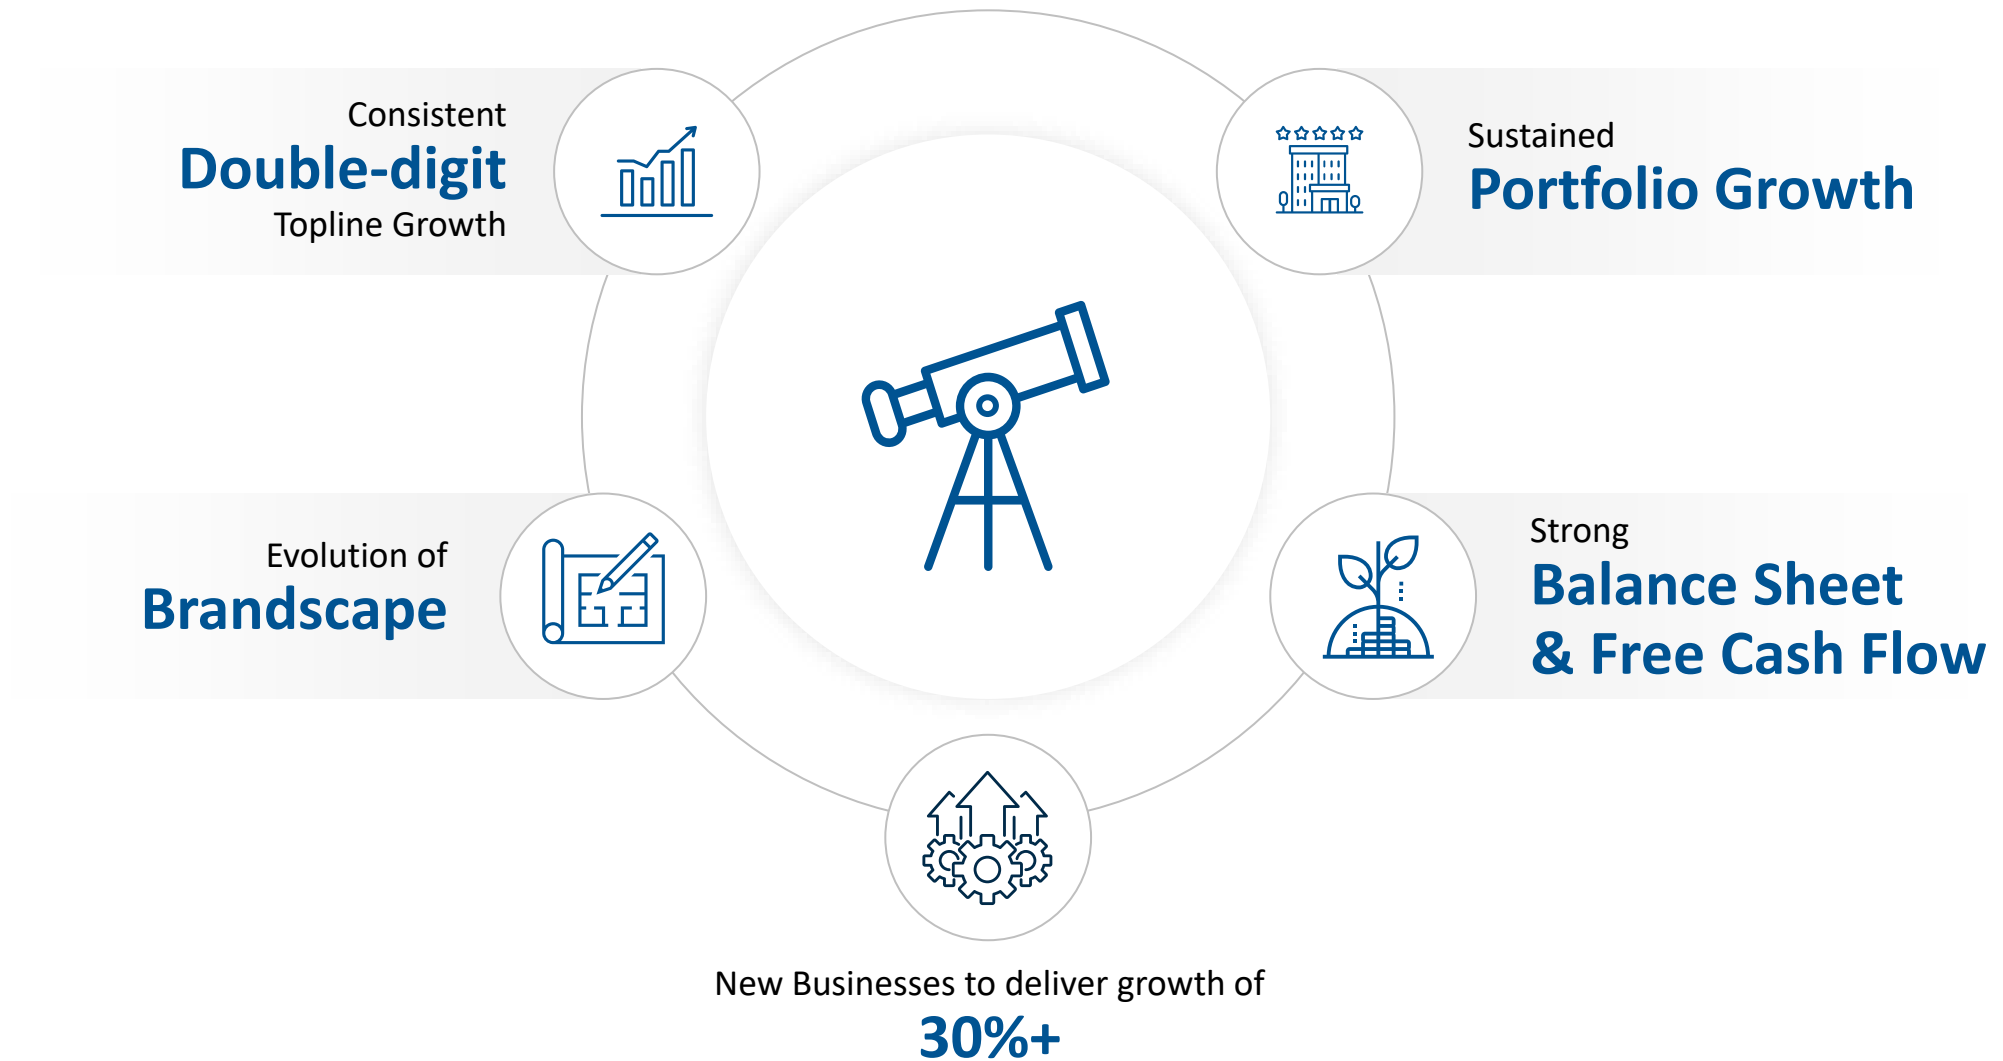 Consistent
Double-digit
Topline Growth
Sustained
Portfolio Growth
Evolution of
Brandscape
Strong
Balance Sheet
& Free Cash Flow
New Businesses to deliver growth of
30%+